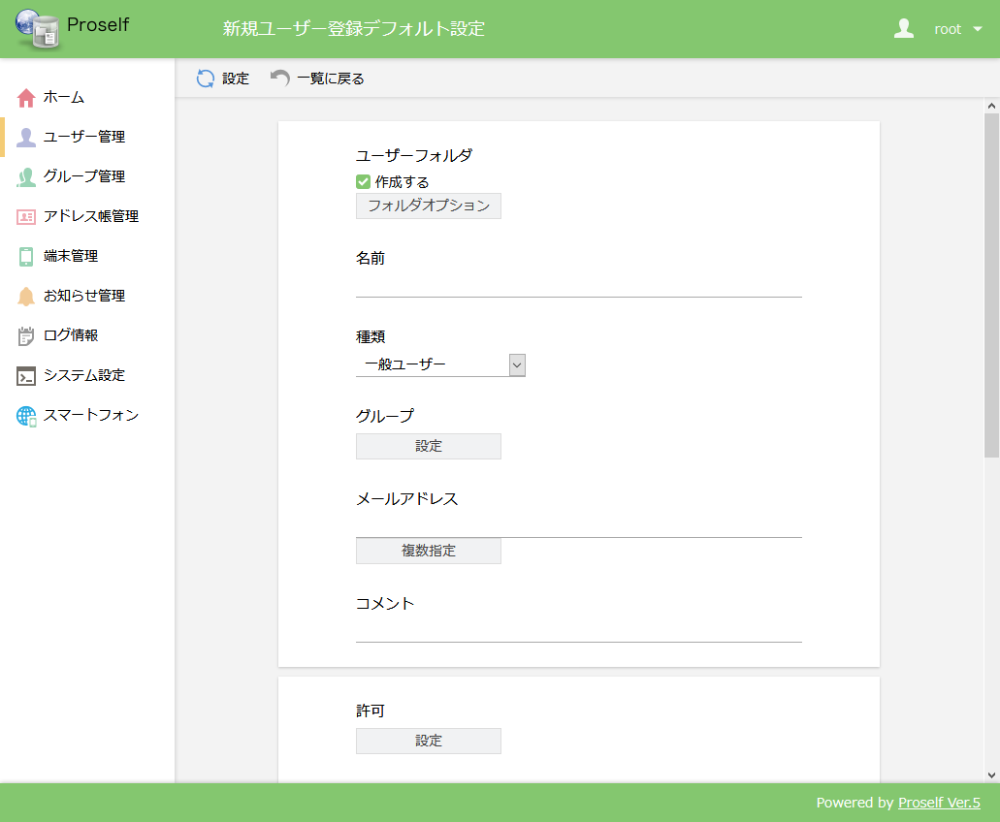 Proself
新規ユーザー登録デフォルト設定
root
設定
一覧に戻る
ホーム
ユーザー管理
グループ管理
アドレス帳管理
端末管理
お知らせ管理
ログ情報
システム設定
スマートフォン
ユーザーフォルダ
作成する
フォルダオプション
名前
種類
一般ユーザー
グループ
設定
メールアドレス
複数指定
コメント
許可
設定
Powered by Proself Ver.5